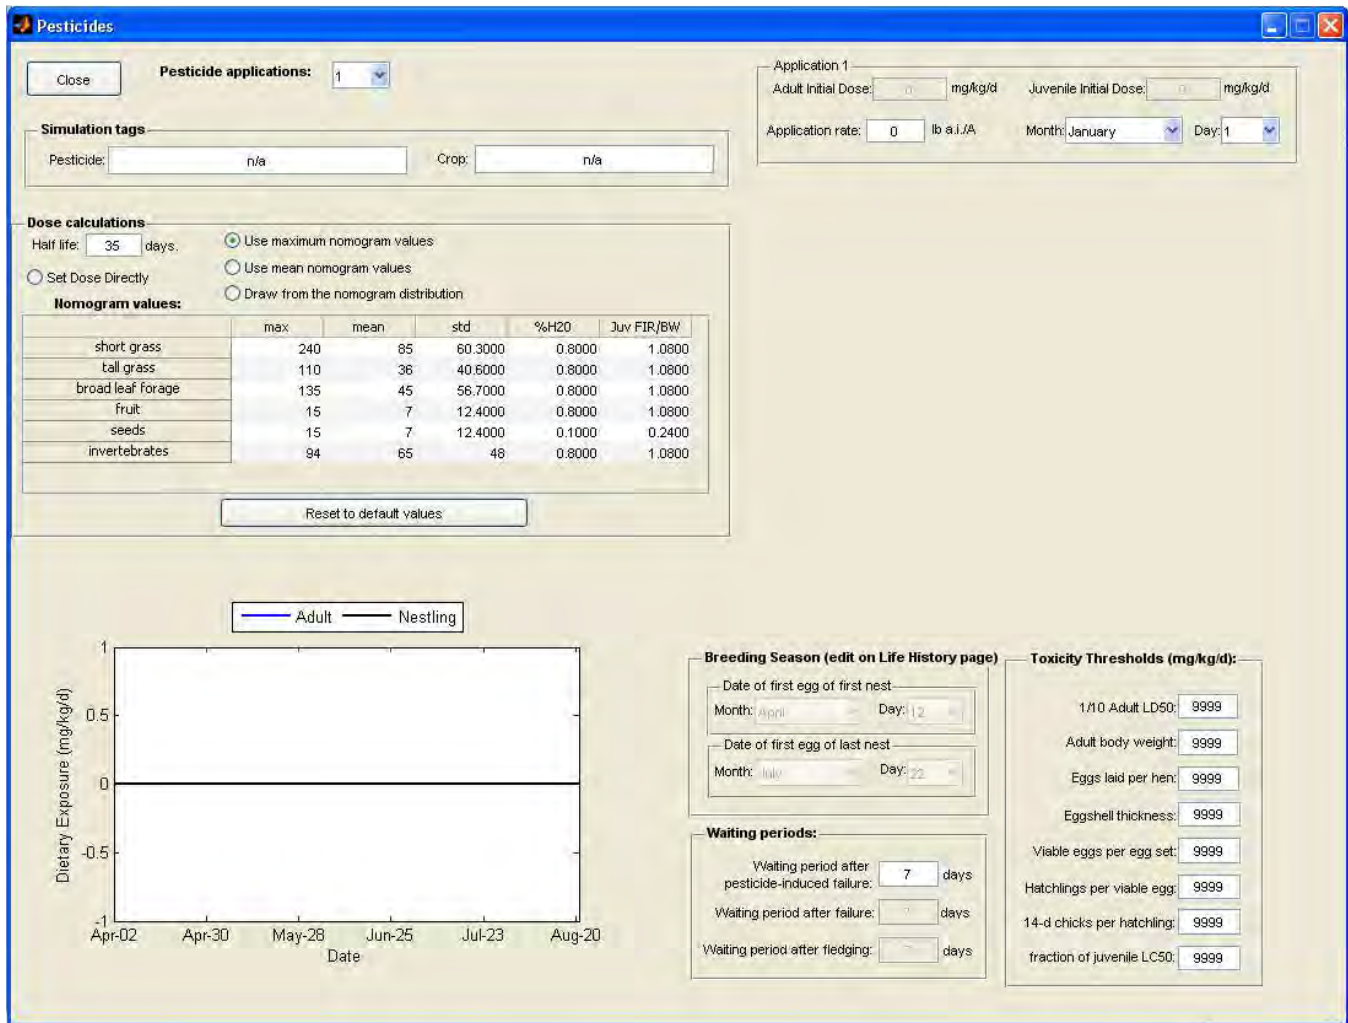 Pesticides
Close
Pesticide applications: 1
Application 1
Adult Initial Dose: mg/kg/d Juvenile Initial Dose: mg/kg/d
Application rate: 0 lb a.i./A Month: January Day: 1
Simulation tags
Pesticide: n/a Crop: n/a
Dose calculations
Half life: 35 days.
Use maximum nomogram values
Use mean nomogram values
Set Dose Directly
Draw from the nomogram distribution
Nomogram values:
max mean std %H20 Juv FIR/BW
short grass 240 85 60.3000 0.8000 1.0800
tall grass 110 36 40.6000 0.8000 1.0800
broad leaf forage 135 45 56.7000 0.8000 1.0800
fruit 15 7 12.4000 0.8000 1.0800
seeds 15 7 12.4000 0.1000 0.2400
invertebrates 94 65 48 0.8000 1.0800
Reset to default values
Adult Nestling
1
0.5
0
-0.5
-1
Dietary Exposure (mg/kg/d)
Apr-02 Apr-30 May-28 Jun-25 Jul-23 Aug-20
Date
Breeding Season (edit on Life History page)
Date of first egg of first nest
Month: April Day: 12
Date of first egg of last nest
Month: July Day: 22
Waiting periods:
Waiting period after
pesticide-induced failure: 7 days
Waiting period after failure: days
Waiting period after fledging: days
Toxicity Thresholds (mg/kg/d):
1/10 Adult LD50: 9999
Adult body weight: 9999
Eggs laid per hen: 9999
Eggshell thickness: 9999
Viable eggs per egg set: 9999
Hatchlings per viable egg: 9999
14-d chicks per hatchling: 9999
fraction of juvenile LC50: 9999